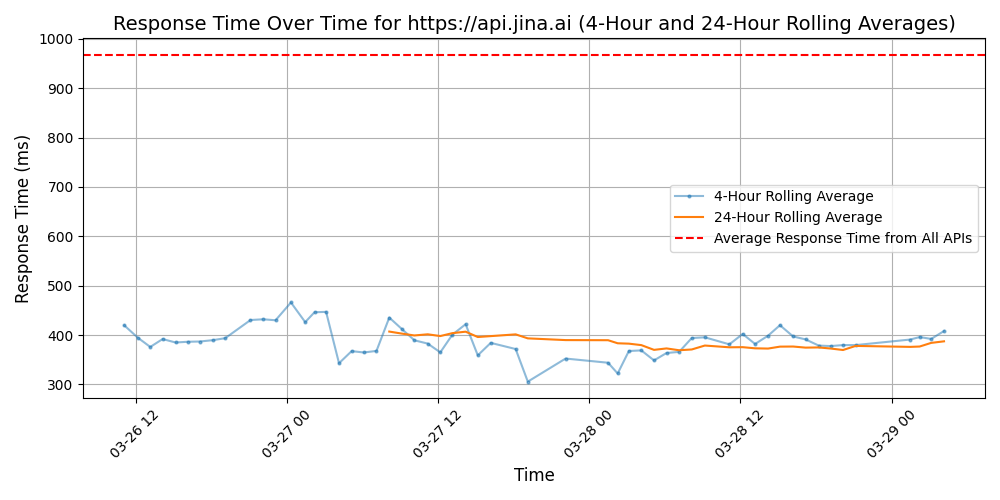 Response Time Over Time for https://api.jina.ai (4-Hour and 24-Hour Rolling Averages)
Response Time (ms)
1000
900
800
700
600
500
400
300
4-Hour Rolling Average
24-Hour Rolling Average
Average Response Time from All APIs
03-26 12
03-27 00
03-27 12
03-28 00
03-28 12
03-29 00
Time